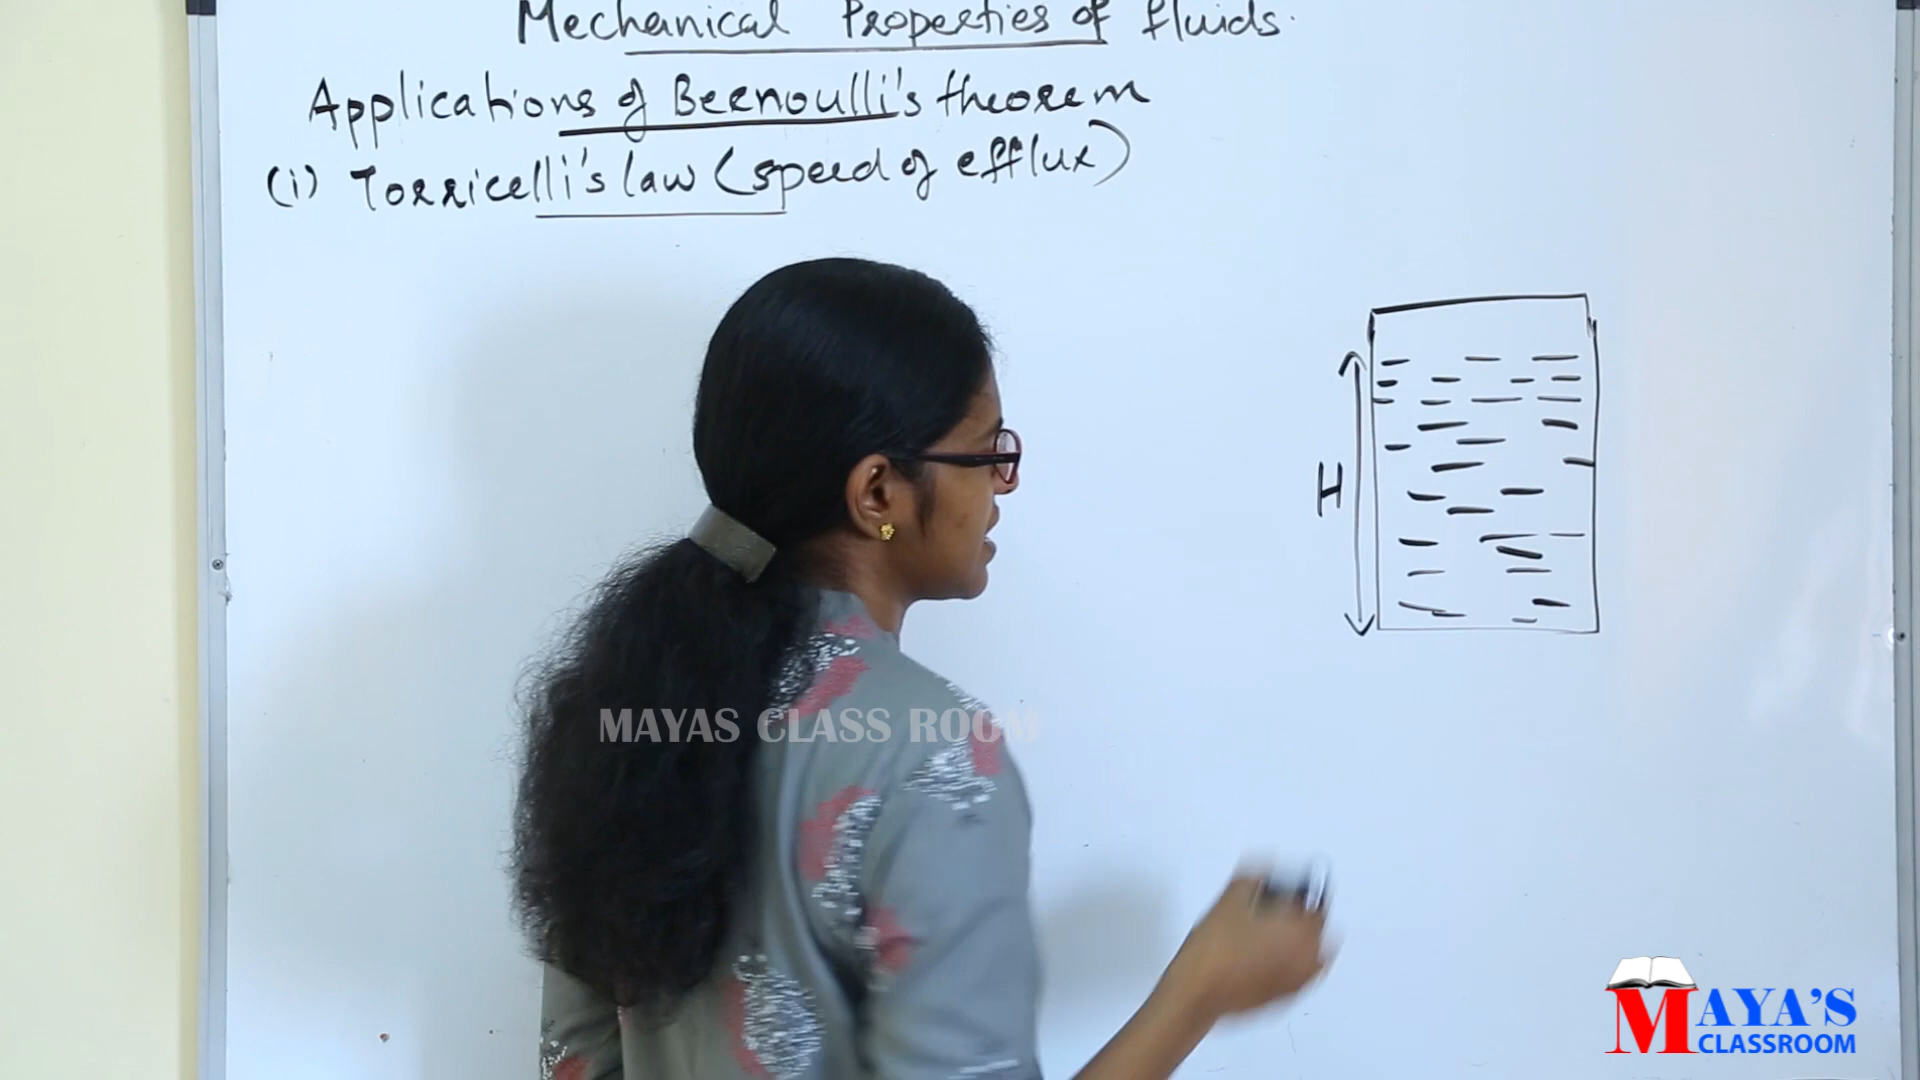 Mechanical Properties of fluids.
Applications of Bernoulli's theorem
(i) Torricelli's law (speed of efflux)
H
MAYAS CLASS ROOM
MAYA'S
CLASSROOM